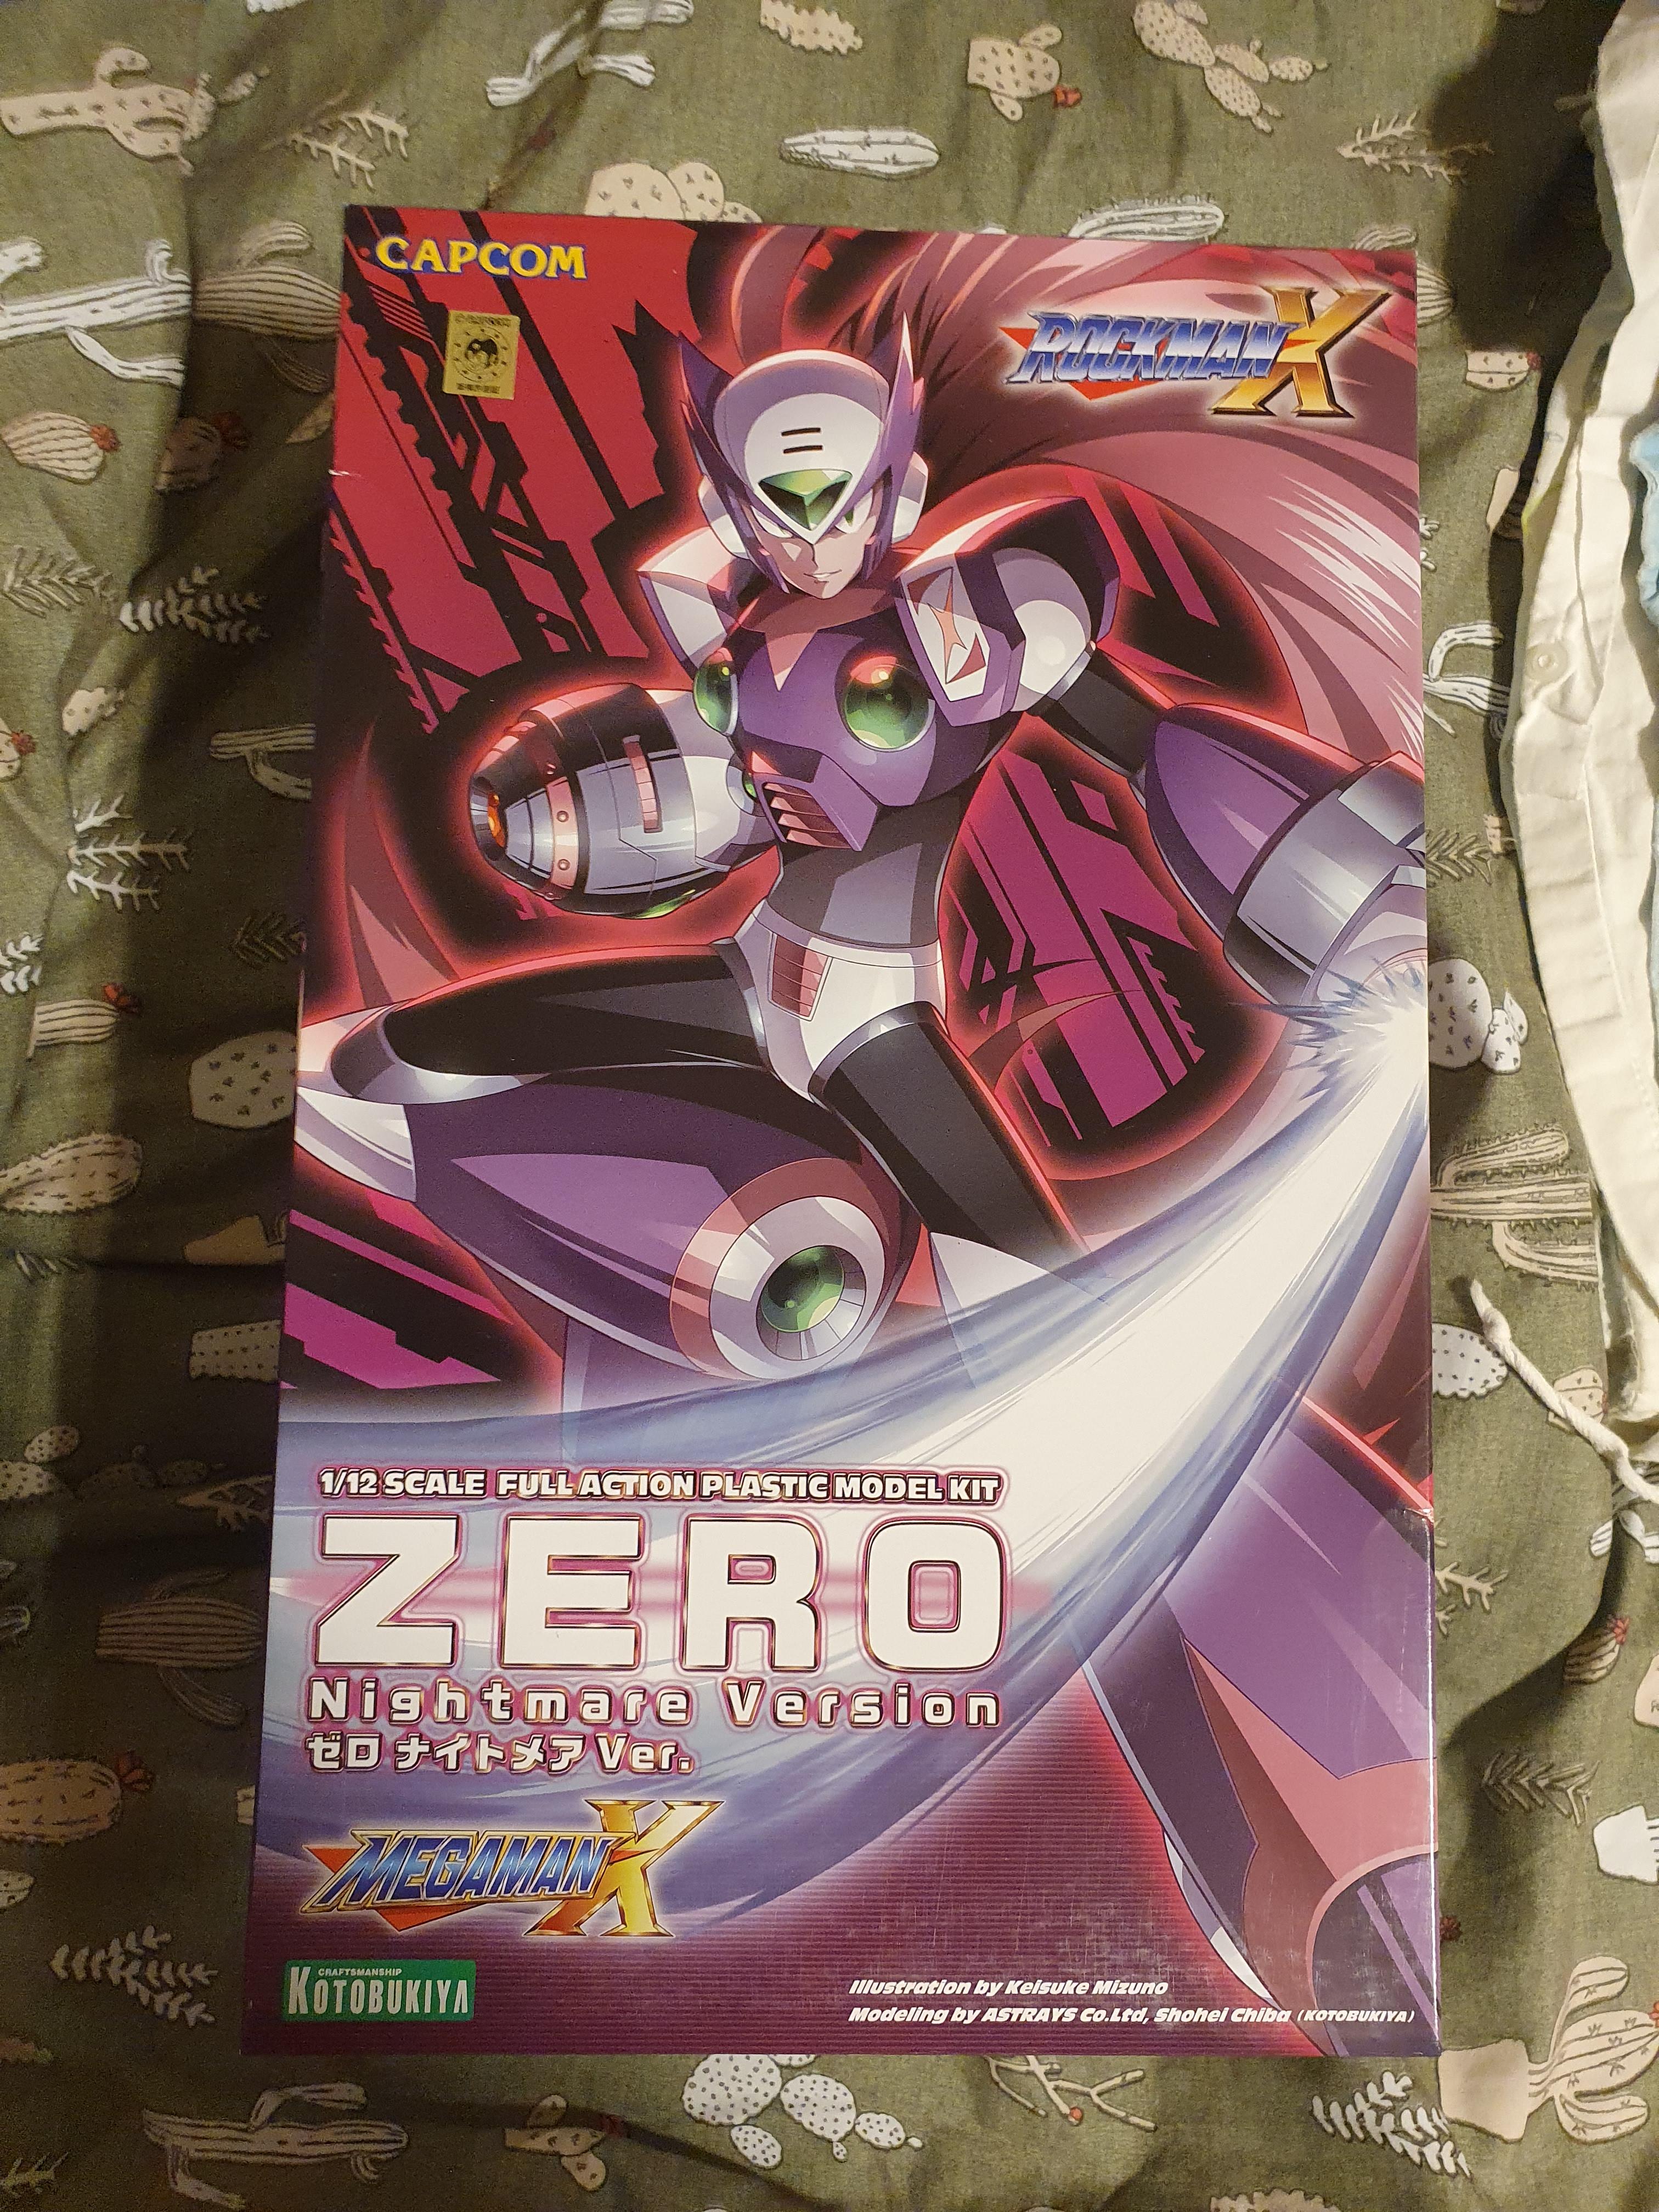 CAPCOM
ROCKMAN X
1/12 SCALE FULL ACTION PLASTIC MODEL KIT
ZERO
Nightmare Version
ゼロ ナイトメア Ver.
MEGAMAN X
CRAFTSMANSHIP
KOTOBUKIYA
Illustration by Keisuke Mizuno
Modeling by ASTRAYS Co.Ltd, Shohei Chiba (KOTOBUKIYA)